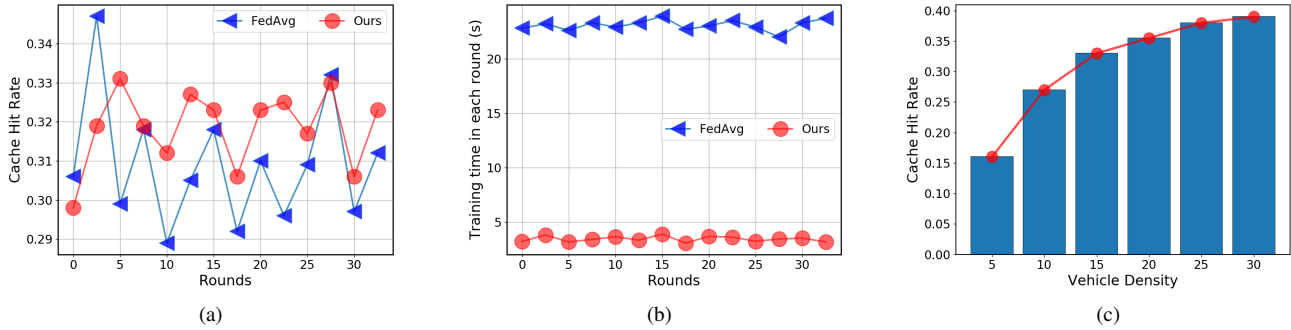 FedAvg Ours
Cache Hit Rate
0.34
0.33
0.32
0.31
0.30
0.29
0 5 10 15 20 25 30
Rounds
(a)
Training time in each round (s)
20
15
10
5
FedAvg Ours
0 5 10 15 20 25 30
Rounds
(b)
Cache Hit Rate
0.40
0.35
0.30
0.25
0.20
0.15
0.10
0.05
0.00
5 10 15 20 25 30
Vehicle Density
(c)